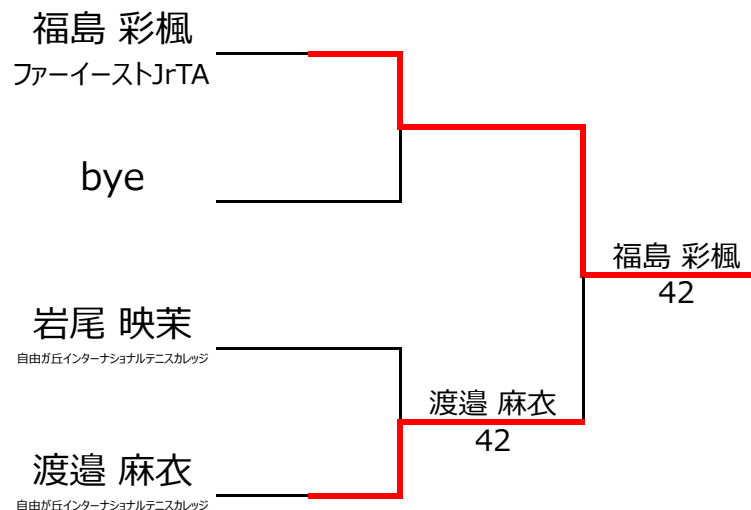 福島 彩楓
ファーイーストJrTA
bye
福島 彩楓
42
岩尾 映茉
自由ガ丘インターナショナルテニスカレッジ
渡邉 麻衣
42
渡邉 麻衣
自由が丘インターナショナルテニスカレッジ